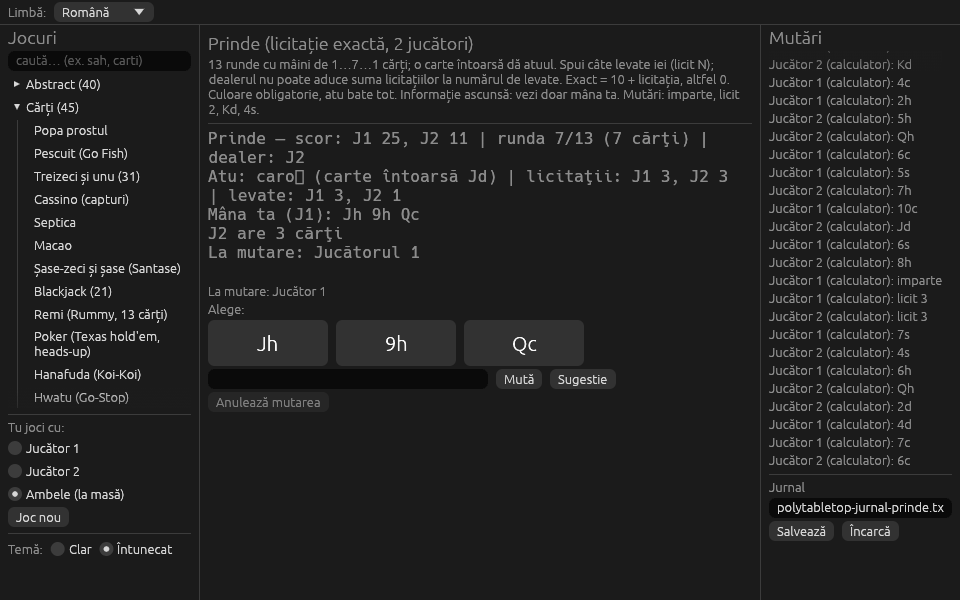 Limbă: Română
Jocuri
caută... (ex. sah, carti)
Abstract (40)
Cărți (45)
Popa prostul
Pescuit (Go Fish)
Treizeci și unu (31)
Cassino (capturi)
Septica
Macao
Șase-zeci și șase (Santase)
Blackjack (21)
Remi (Rummy, 13 cărți)
Poker (Texas hold'em,
heads-up)
Hanafuda (Koi-Koi)
Hwatu (Go-Stop)
Tu joci cu:
Jucător 1
Jucător 2
Ambele (la masă)
Joc nou
Temă: Clar Întunecat
Prinde (licitație exactă, 2 jucători)
13 runde cu mâini de 1…7…1 cărți; o carte întoarsă dă atuul. Spui câte levate iei (licit N);
dealerul nu poate aduce suma licitațiilor la numărul de levate. Exact = 10 + licitația, altfel 0.
Culoare obligatorie, atu bate tot. Informație ascunsă: vezi doar mâna ta. Mutări: imparte, licit
2, Kd, 4s.
Prinde — scor: J1 25, J2 11 | runda 7/13 (7 cărţi) |
dealer: J2
Atu: caro (carte întoarsă Jd) | licitaţii: J1 3, J2 3
| levate: J1 3, J2 1
Mâna ta (J1): Jh 9h Qc
J2 are 3 cărţi
La mutare: Jucătorul 1
La mutare: Jucător 1
Alege:
Jh 9h Qc
Mută Sugestie
Anulează mutarea
Mutări
Jucător 2 (calculator): Kd
Jucător 1 (calculator): 4c
Jucător 1 (calculator): 2h
Jucător 2 (calculator): 5h
Jucător 2 (calculator): Qh
Jucător 1 (calculator): 6c
Jucător 1 (calculator): 5s
Jucător 2 (calculator): 7h
Jucător 1 (calculator): 10c
Jucător 2 (calculator): Jd
Jucător 1 (calculator): 6s
Jucător 2 (calculator): 8h
Jucător 1 (calculator): imparte
Jucător 1 (calculator): licit 3
Jucător 2 (calculator): licit 3
Jucător 1 (calculator): 7s
Jucător 2 (calculator): 4s
Jucător 1 (calculator): 6h
Jucător 2 (calculator): Qh
Jucător 2 (calculator): 2d
Jucător 1 (calculator): 4d
Jucător 1 (calculator): 7c
Jucător 2 (calculator): 6c
Jurnal
polytabletop-jurnal-prinde.tx
Salvează Încarcă